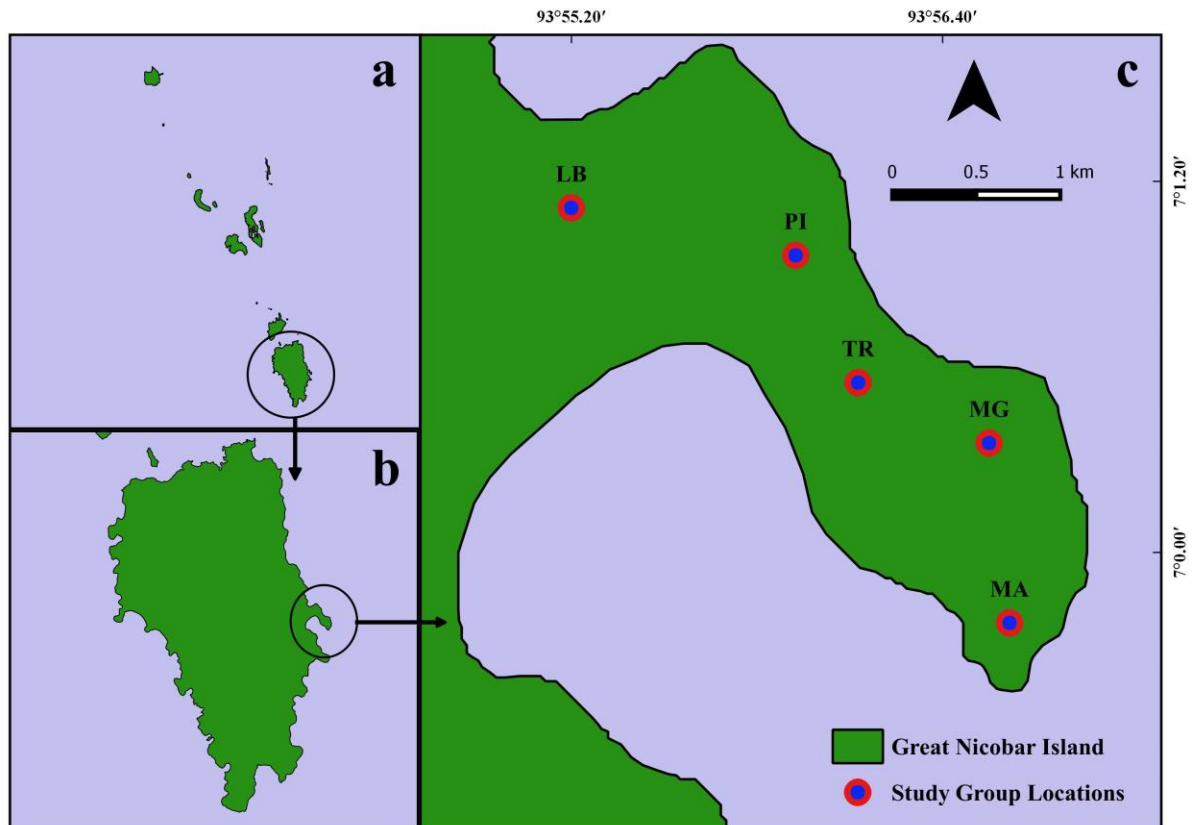 93°55.20′ 93°56.40′
a
c
0 0.5 1 km
7°1.20′
LB
PI
TR
MG
b
7°0.00′
MA
Great Nicobar Island
Study Group Locations